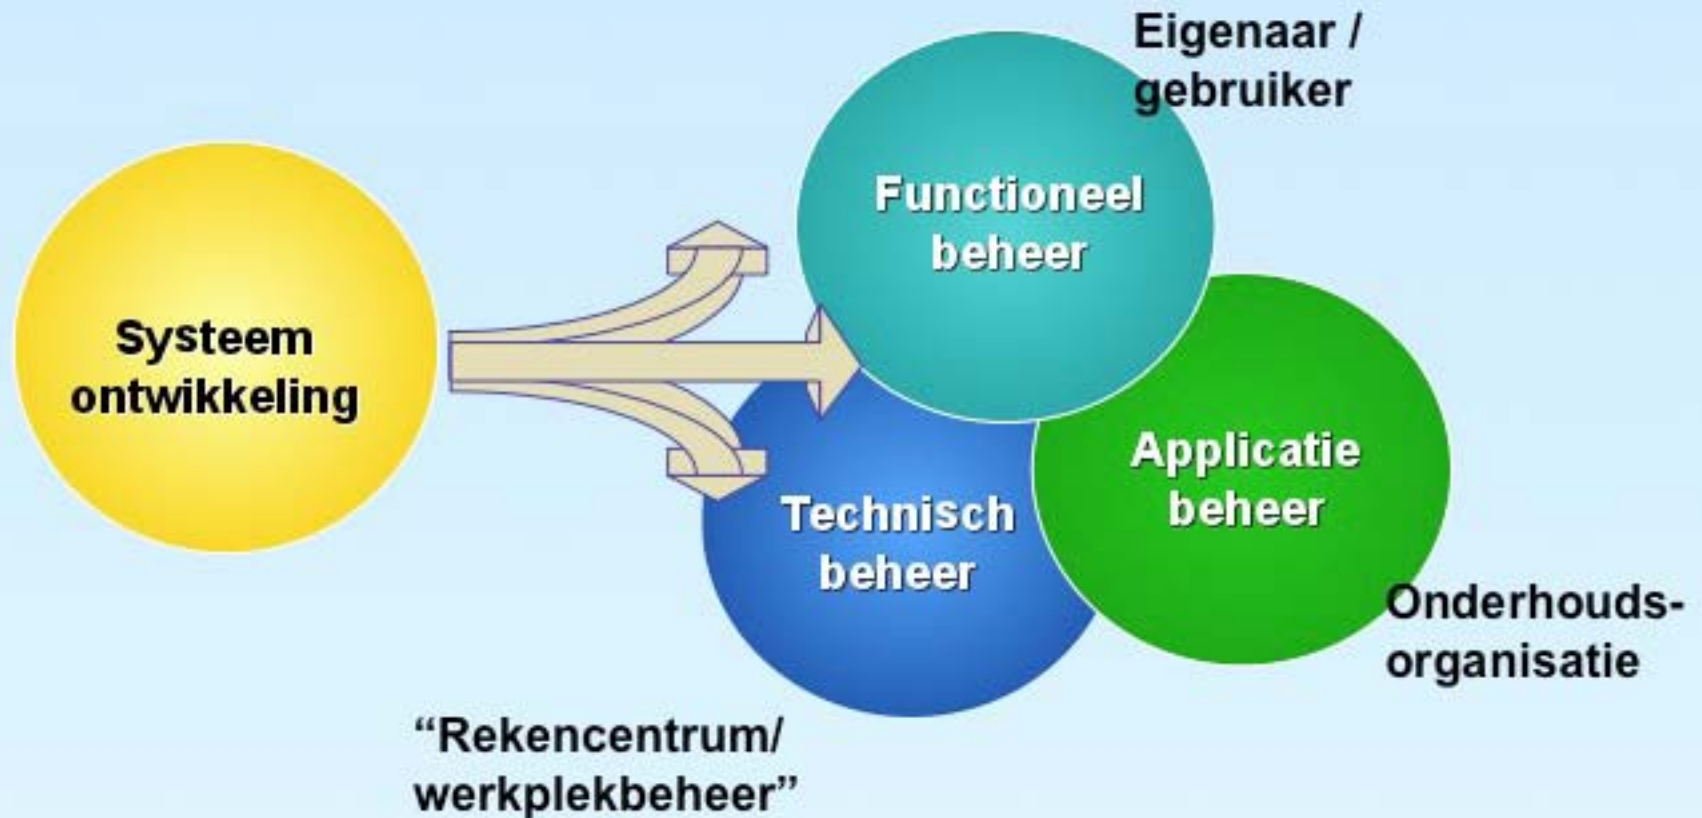 Eigenaar /
gebruiker
Functioneel
beheer
Systeem
ontwikkeling
Applicatie
beheer
Technisch
beheer
Onderhouds-
organisatie
“Rekencentrum/
werkplekbeheer”